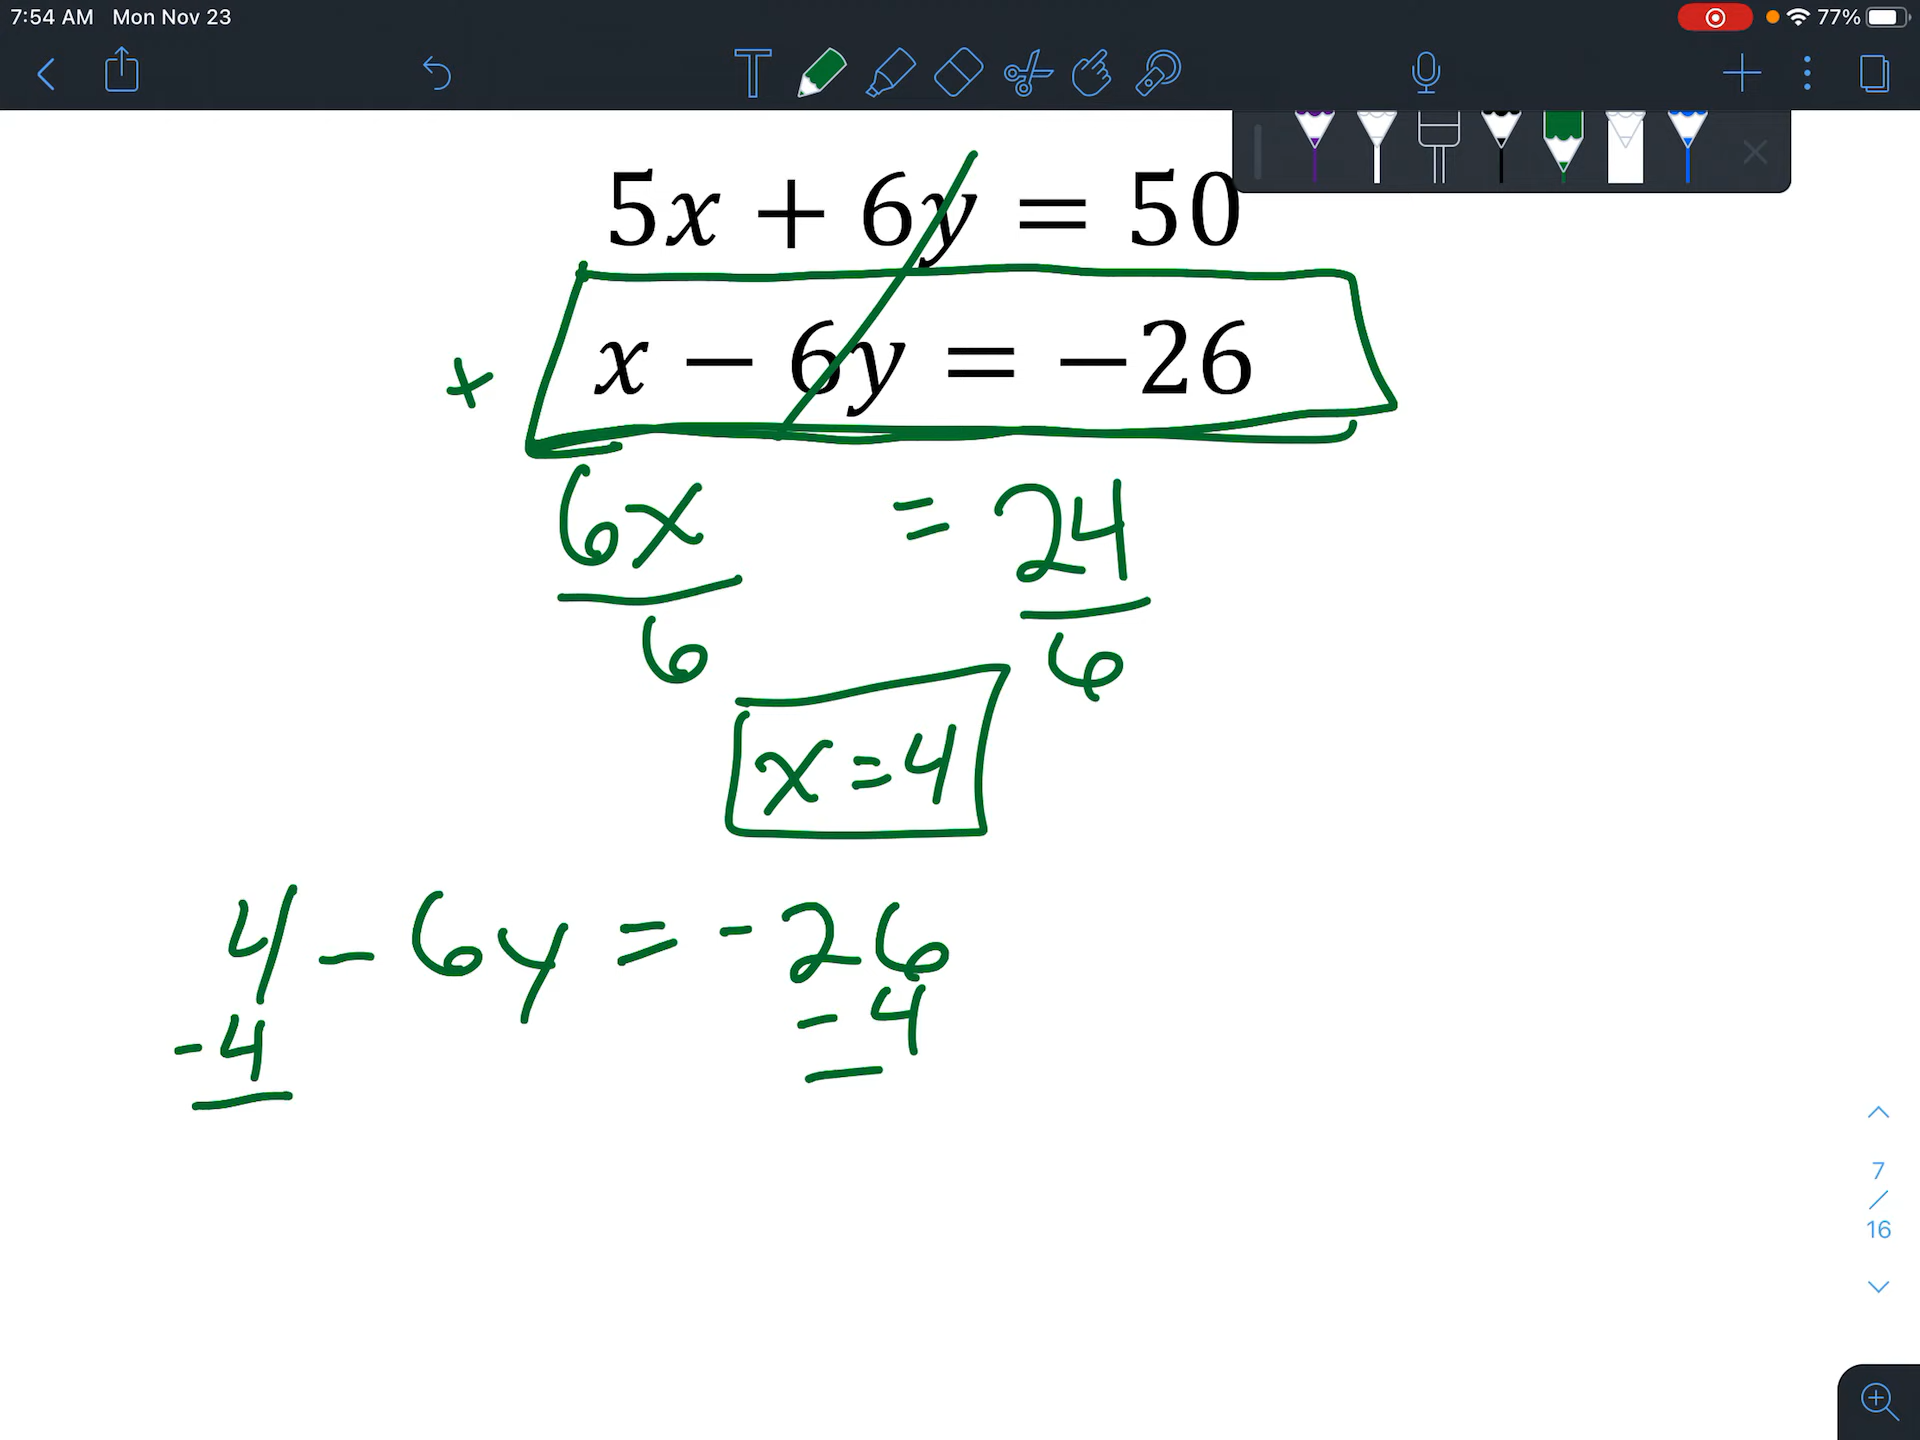 7:54 AM Mon Nov 23
77%
T
5x + 6y = 50
+ x − 6y = −26
6x = 24
6 6
x = 4
4 - 6y = -26
-4 -4
7
/
16